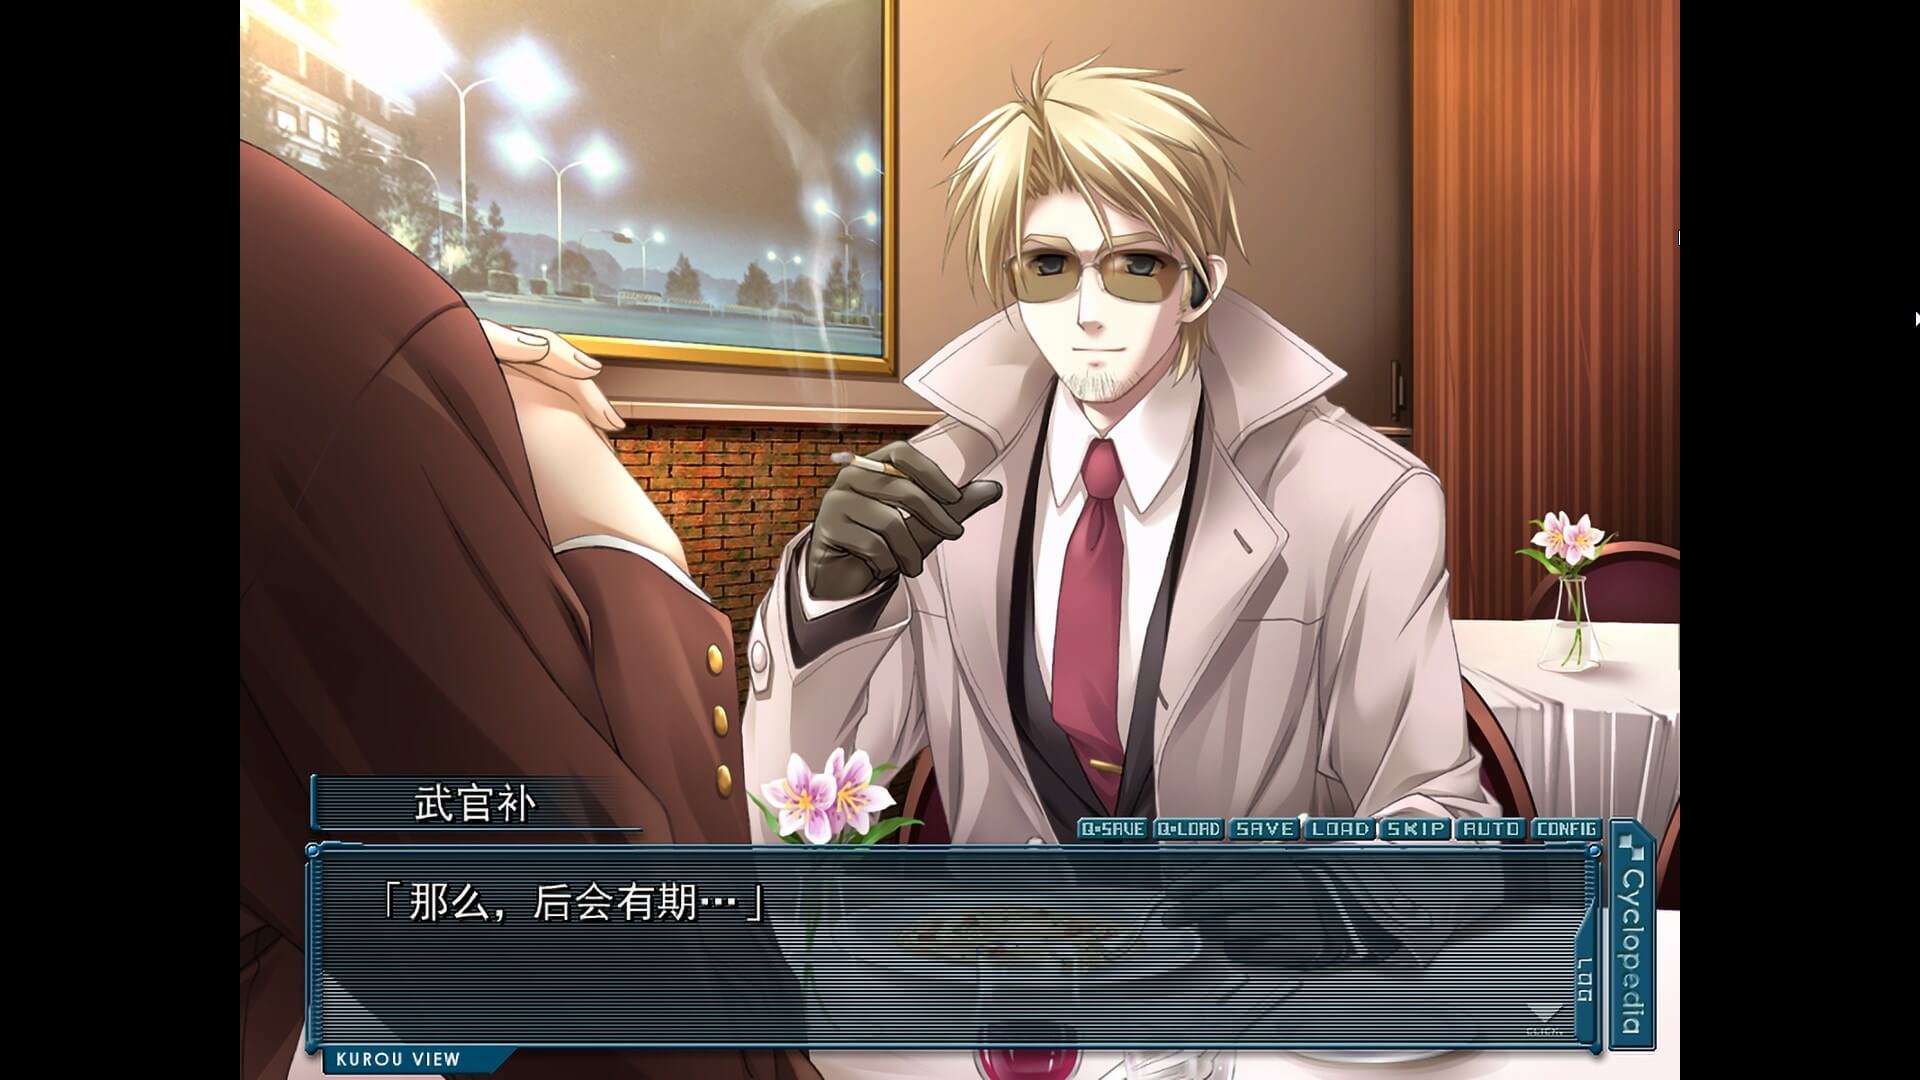 武官补
Q-SAVE Q-LOAD SAVE LOAD SKIP AUTO CONFIG
「那么，后会有期…」
Cyclopedia
LOG
KUROU VIEW